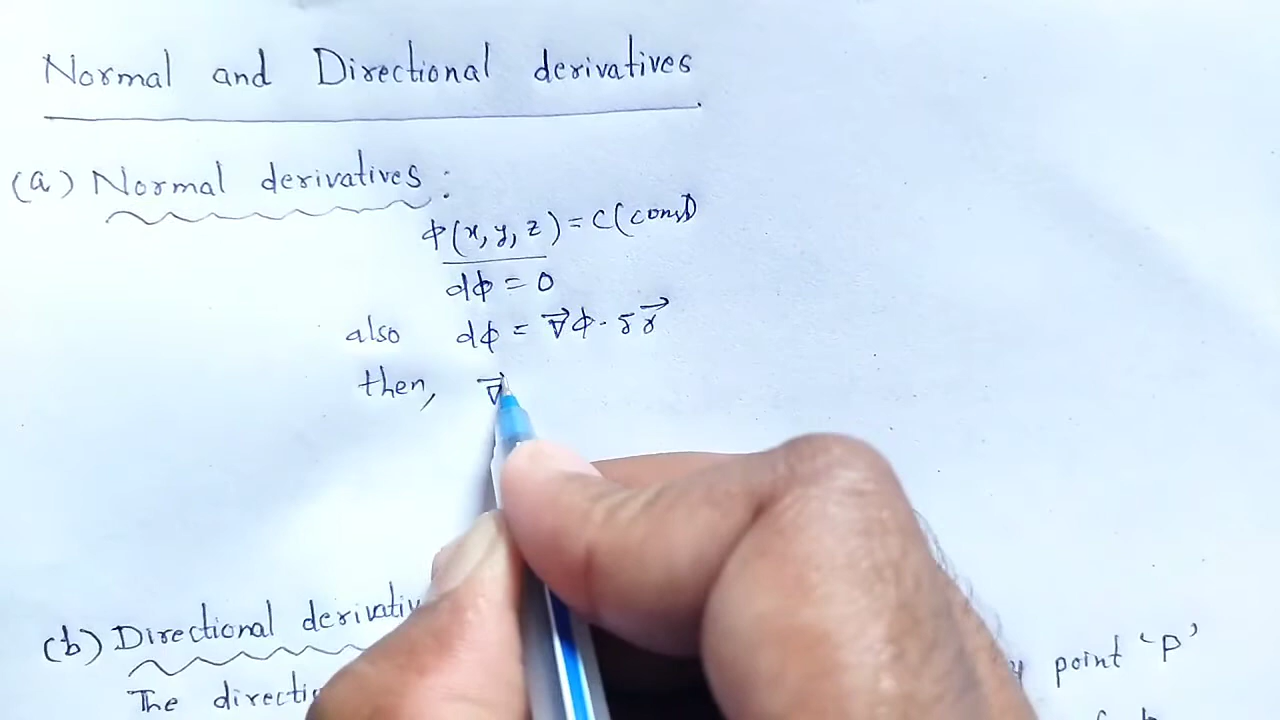 Normal and Directional derivatives
(a) Normal derivatives :
ϕ(x, y, z) = C (const)
dϕ = 0
also dϕ = ∇⃗ϕ · δr⃗
then, ∇⃗
(b) Directional derivativ
The directi
point 'P'